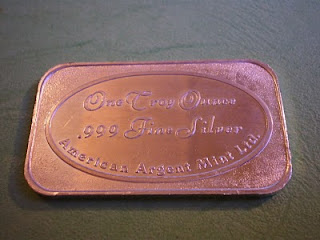 One Troy Ounce
.999 Fine Silver
American Argent Mint Ltd.